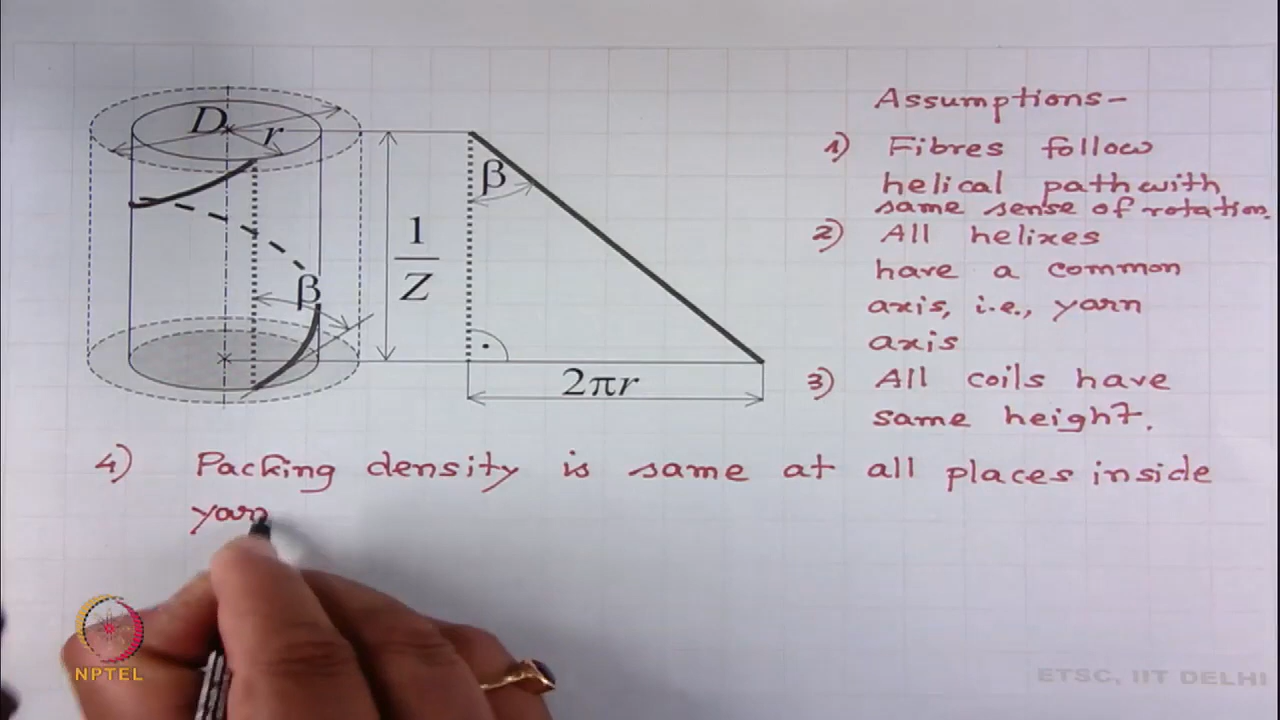 D
r
β
1
Z
β
2πr
Assumptions-
1) Fibres follow
helical path with
same sense of rotation.
2) All helixes
have a common
axis, i.e., yarn
axis
3) All coils have
same height.
4) Packing density is same at all places inside
yarn
NPTEL
ETSC, IIT DELHI